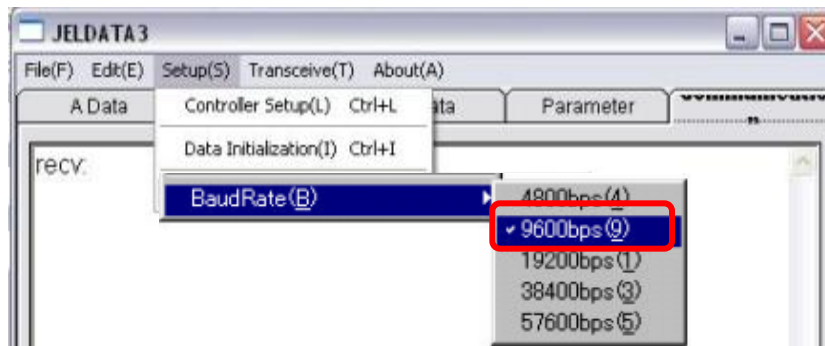 JELDATA3
File(F) Edit(E) Setup(S) Transceive(T) About(A)
A Data ata Parameter
Controller Setup(L) Ctrl+L
Data Initialization(I) Ctrl+I
recv:
BaudRate(B)
4800bps(4)
9600bps(9)
19200bps(1)
38400bps(3)
57600bps(5)